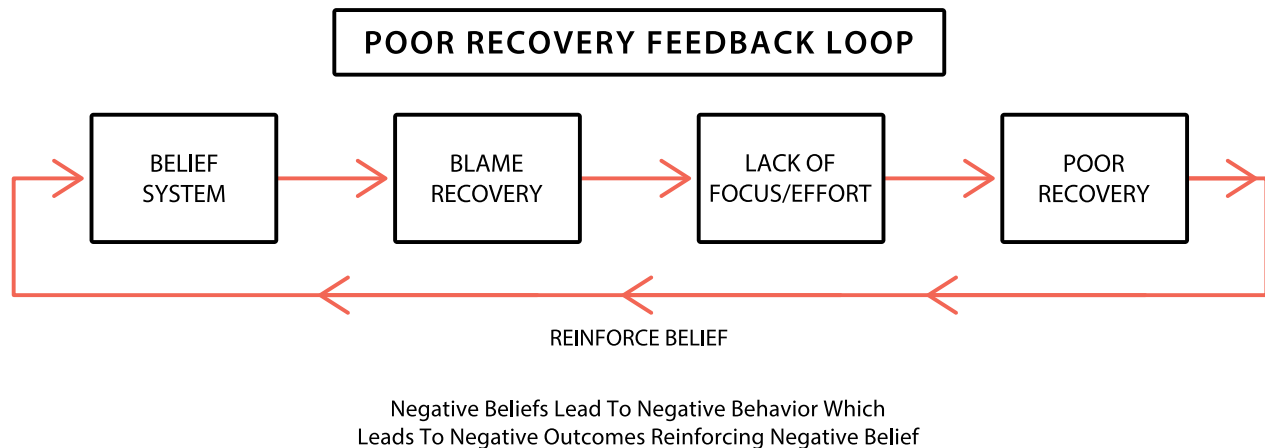 POOR RECOVERY FEEDBACK LOOP
BELIEF
SYSTEM
BLAME
RECOVERY
LACK OF
FOCUS/EFFORT
POOR
RECOVERY
REINFORCE BELIEF
Negative Beliefs Lead To Negative Behavior Which
Leads To Negative Outcomes Reinforcing Negative Belief